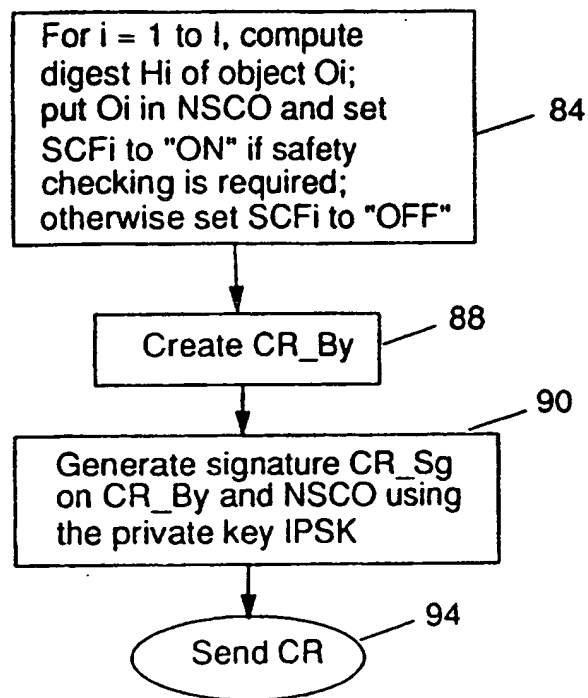 For i = 1 to I, compute
digest Hi of object Oi;
put Oi in NSCO and set
SCFi to "ON" if safety
checking is required;
otherwise set SCFi to "OFF"
84
Create CR_By
88
90
Generate signature CR_Sg
on CR_By and NSCO using
the private key IPSK
94
Send CR